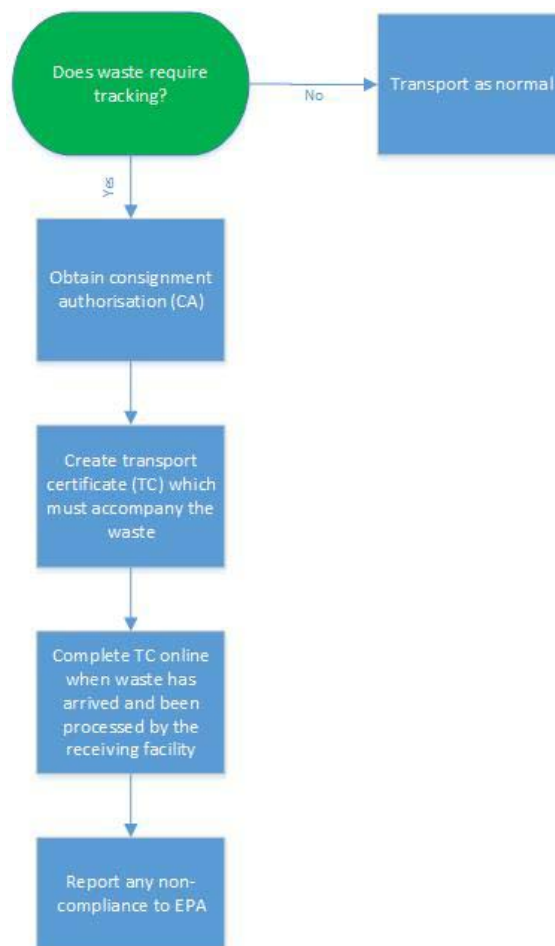 Does waste require
tracking?
No
Transport as normal
Yes
Obtain consignment
authorisation (CA)
Create transport
certificate (TC) which
must accompany the
waste
Complete TC online
when waste has
arrived and been
processed by the
receiving facility
Report any non-
compliance to EPA